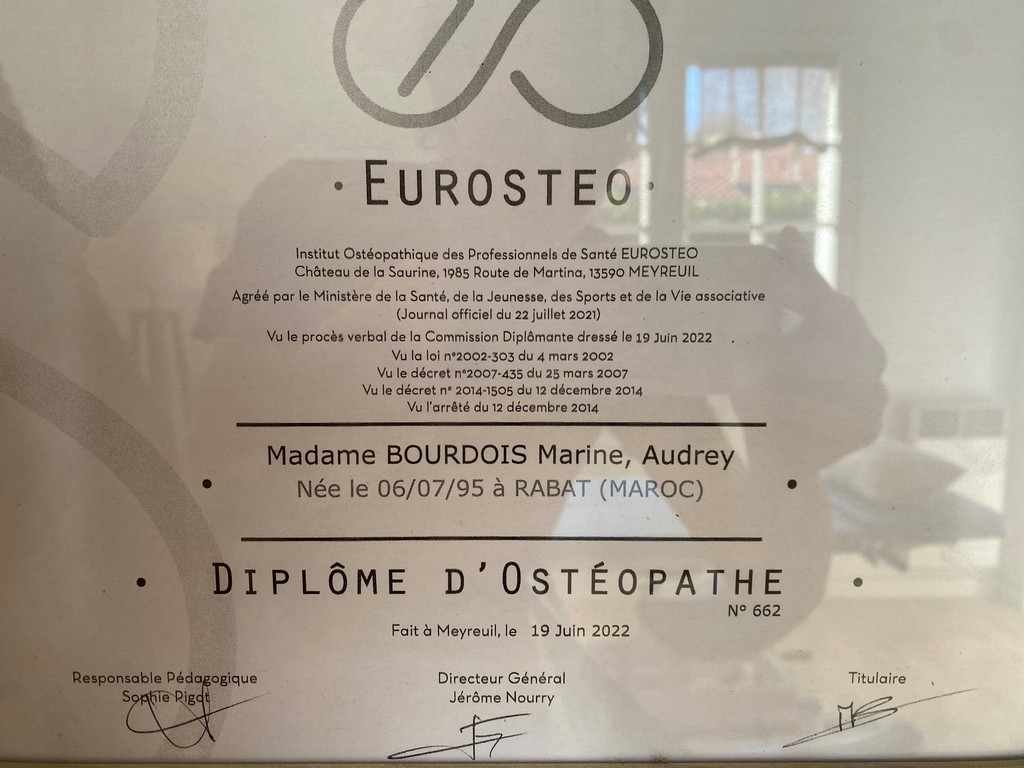 EUROSTEO
Institut Ostéopathique des Professionnels de Santé EUROSTEO
Château de la Saurine, 1985 Route de Martina, 13590 MEYREUIL
Agréé par le Ministère de la Santé, de la Jeunesse, des Sports et de la Vie associative
(Journal officiel du 22 juillet 2021)
Vu le procès verbal de la Commission Diplômante dressé le 19 Juin 2022 .
Vu la loi n°2002-303 du 4 mars 2002
Vu le décret n°2007-435 du 25 mars 2007
Vu le décret n° 2014-1505 du 12 décembre 2014
Vu l'arrêté du 12 décembre 2014
Madame BOURDOIS Marine, Audrey
Née le 06/07/95 à RABAT (MAROC)
DIPLÔME D'OSTÉOPATHE
N° 662
Fait à Meyreuil, le 19 Juin 2022
Responsable Pédagogique Directeur Général Titulaire
Sophie Pigot Jérôme Nourry
MB